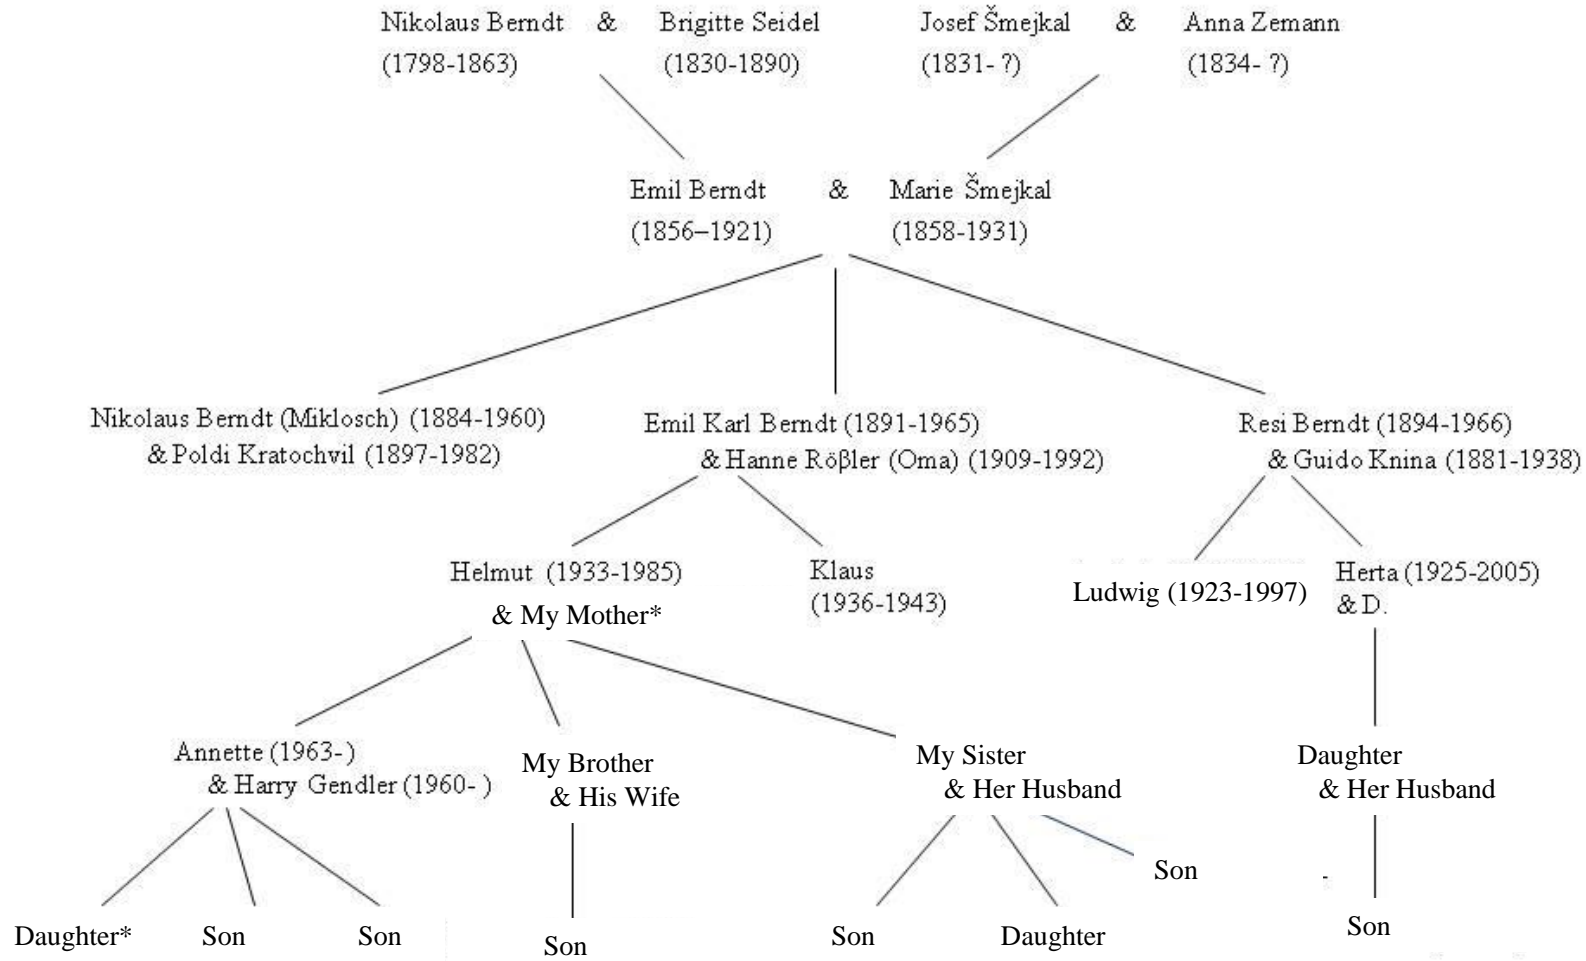 Nikolaus Berndt & Brigitte Seidel Josef Šmejkal & Anna Zemann
(1798-1863) (1830-1890) (1831- ?) (1834- ?)
Emil Berndt & Marie Šmejkal
(1856–1921) (1858-1931)
Nikolaus Berndt (Miklosch) (1884-1960)
& Poldi Kratochvil (1897-1982)
Emil Karl Berndt (1891-1965)
& Hanne Rößler (Oma) (1909-1992)
Resi Berndt (1894-1966)
& Guido Knina (1881-1938)
Helmut (1933-1985)
& My Mother*
Klaus
(1936-1943)
Ludwig (1923-1997)
Herta (1925-2005)
& D.
Annette (1963- )
& Harry Gendler (1960- )
My Brother
& His Wife
My Sister
& Her Husband
Daughter
& Her Husband
Daughter*
Son
Son
Son
Son
Daughter
Son
Son